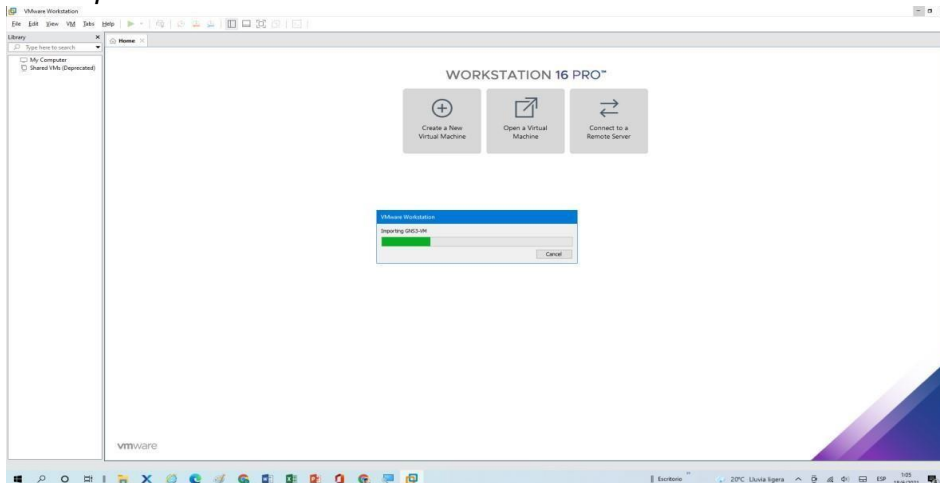 VMware Workstation
File Edit View VM Tabs Help
Library
Type here to search
My Computer
Shared VMs (Deprecated)
Home
WORKSTATION 16 PRO™
Create a New
Virtual Machine
Open a Virtual
Machine
Connect to a
Remote Server
VMware Workstation
Importing GNS3-VM
Cancel
vmware
Escritorio
20°C Lluvia ligera
ESP
1:05